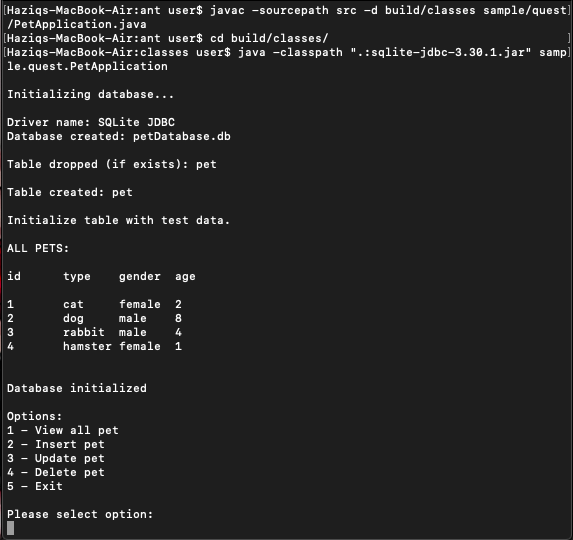 [Haziqs-MacBook-Air:ant user$ javac -sourcepath src -d build/classes sample/quest]
/PetApplication.java
[Haziqs-MacBook-Air:ant user$ cd build/classes/ ]
[Haziqs-MacBook-Air:classes user$ java -classpath ".:sqlite-jdbc-3.30.1.jar" samp]
le.quest.PetApplication
Initializing database...
Driver name: SQLite JDBC
Database created: petDatabase.db
Table dropped (if exists): pet
Table created: pet
Initialize table with test data.
ALL PETS:
id type gender age
1 cat female 2
2 dog male 8
3 rabbit male 4
4 hamster female 1
Database initialized
Options:
1 – View all pet
2 – Insert pet
3 – Update pet
4 – Delete pet
5 – Exit
Please select option: